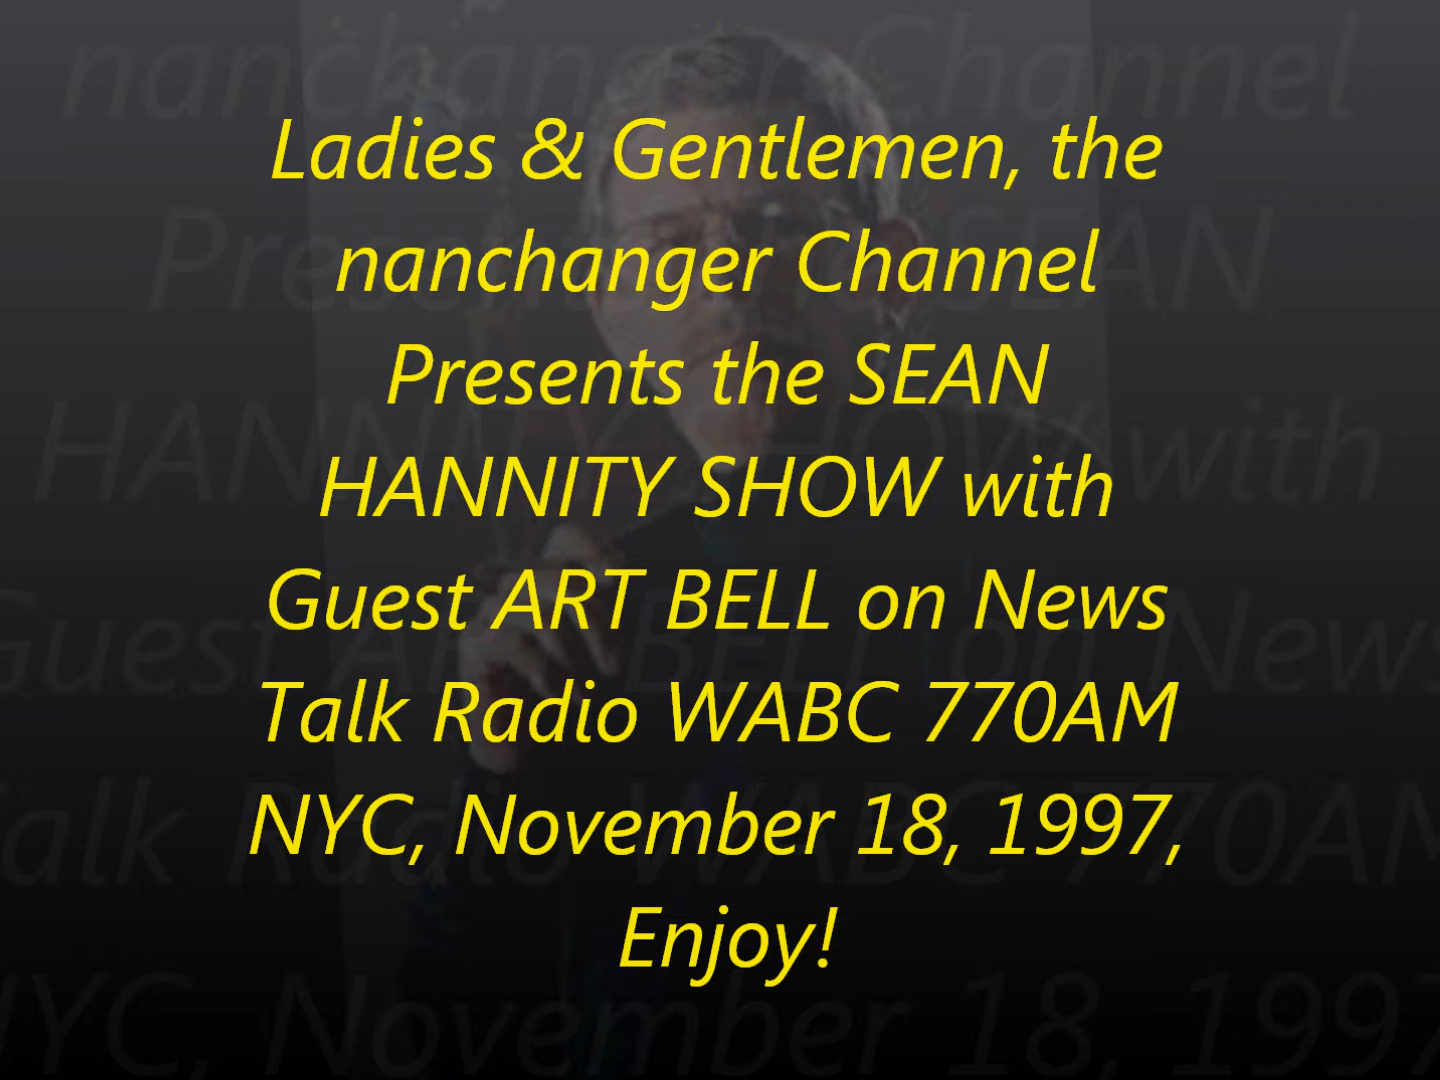 Ladies & Gentlemen, the
nanchanger Channel
Presents the SEAN
HANNITY SHOW with
Guest ART BELL on News
Talk Radio WABC 770AM
NYC, November 18, 1997,
Enjoy!